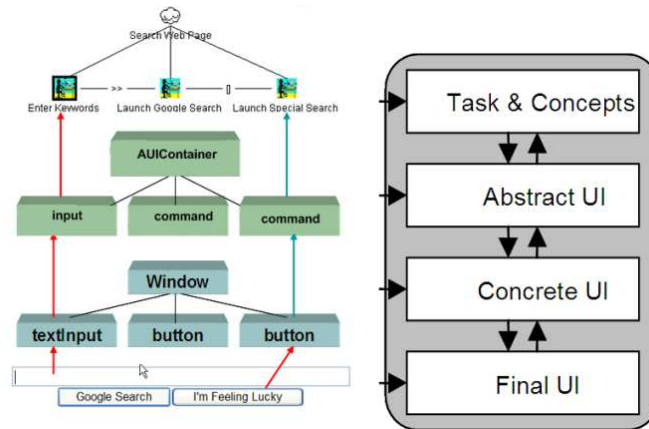 Search Web Page
>>
[]
Enter Keywords
Launch Google Search
Launch Special Search
AUIContainer
input
command
command
Window
textInput
button
button
Google Search
I'm Feeling Lucky
Task & Concepts
Abstract UI
Concrete UI
Final UI